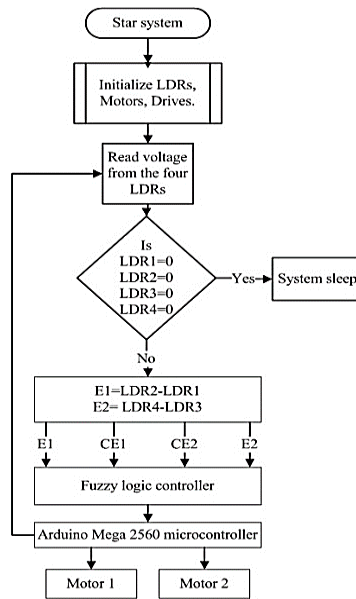 Star system
Initialize LDRs,
Motors, Drives.
Read voltage
from the four
LDRs
Is
LDR1=0
LDR2=0
LDR3=0
LDR4=0
Yes
System sleep
No
E1=LDR2-LDR1
E2= LDR4-LDR3
E1 CE1 CE2 E2
Fuzzy logic controller
Arduino Mega 2560 microcontroller
Motor 1 Motor 2